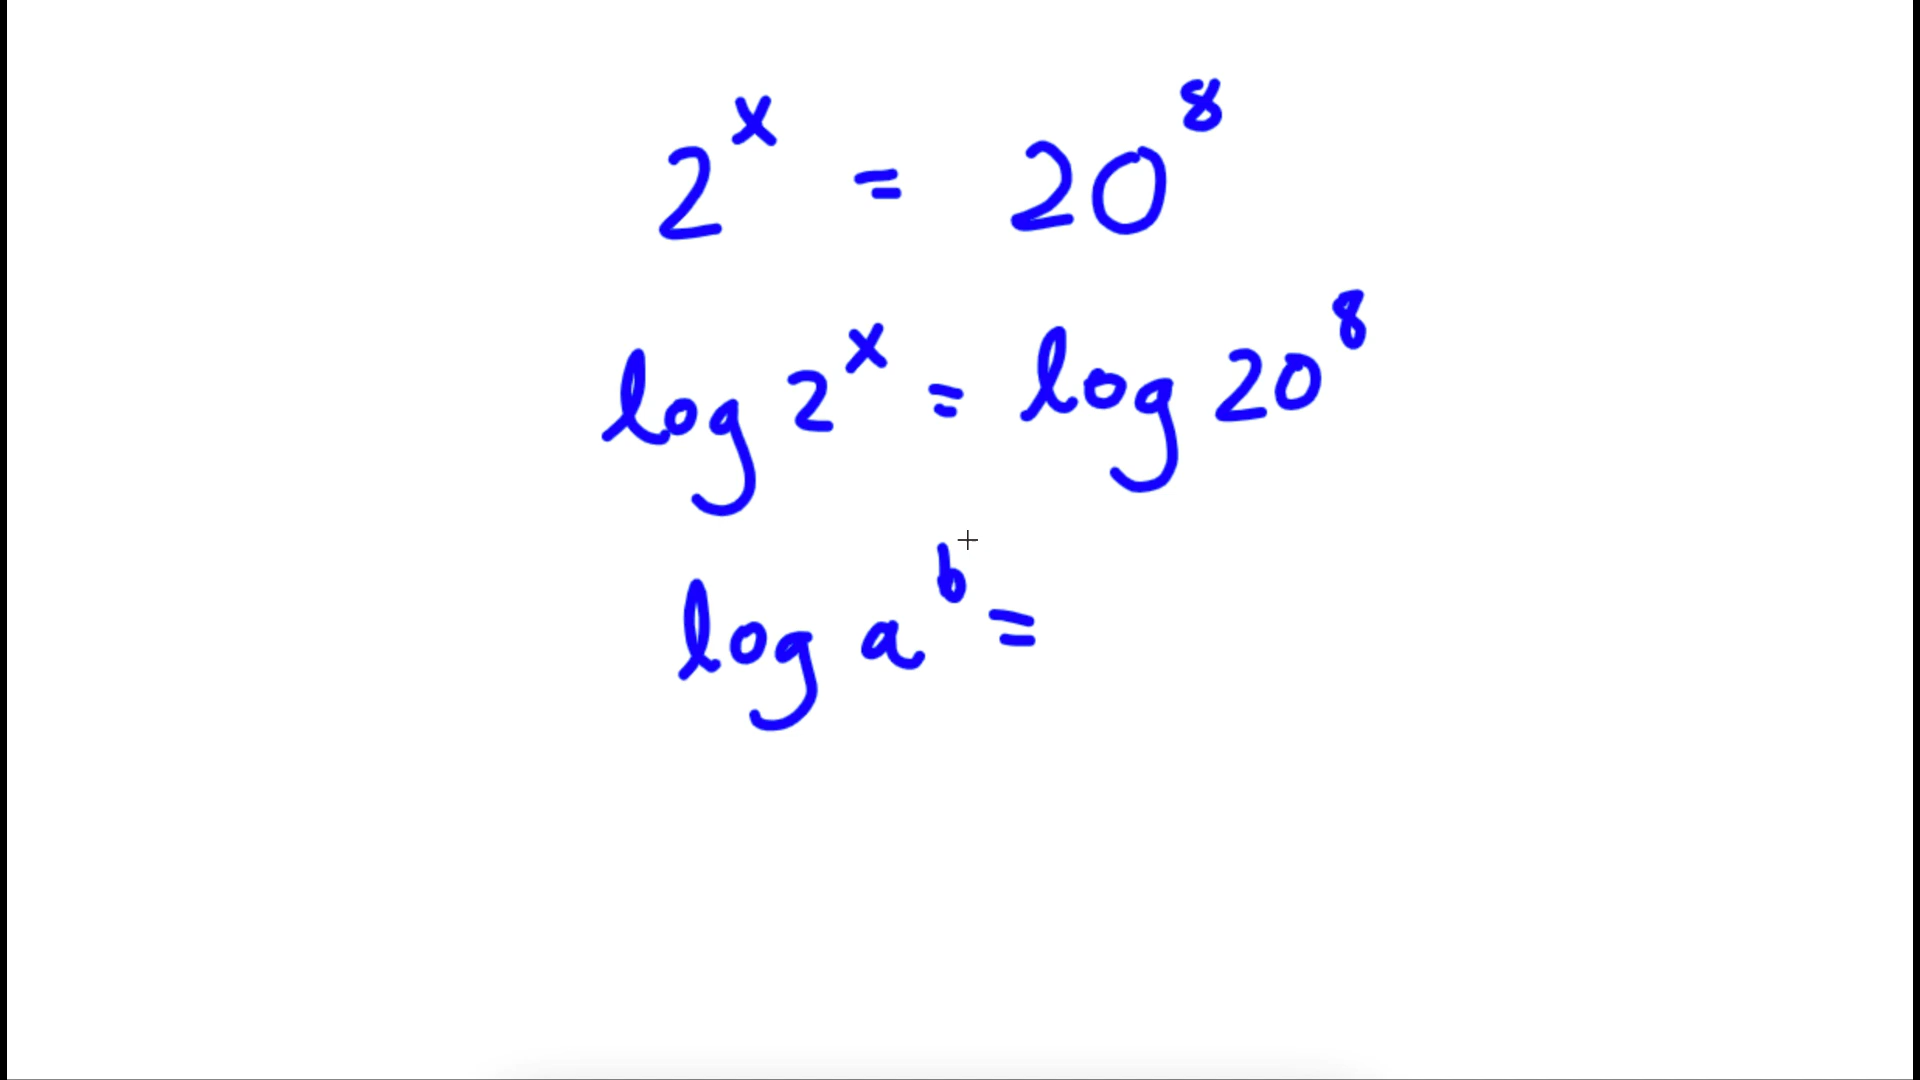 2^x = 20^8
log 2^x = log 20^8
log a^b =